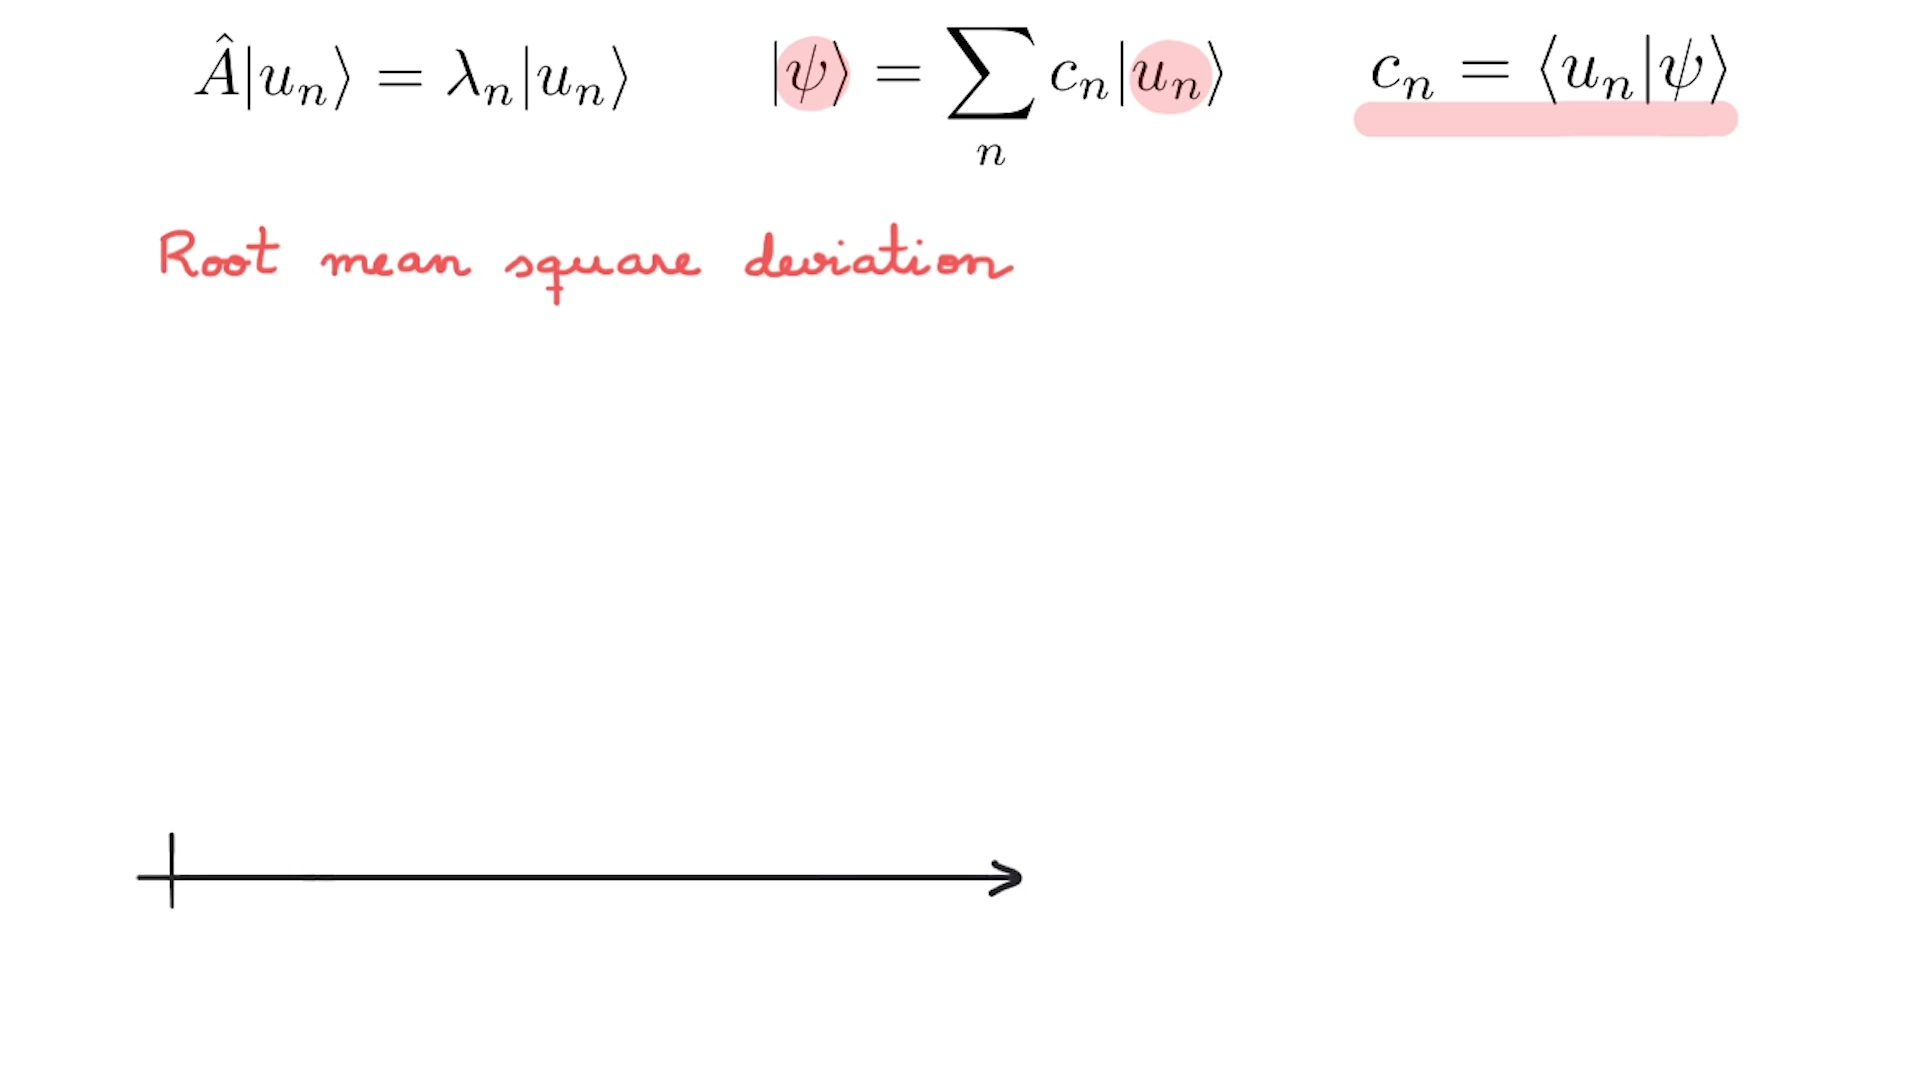 Â|uₙ⟩ = λₙ|uₙ⟩ |ψ⟩ = ∑ₙ cₙ|uₙ⟩ cₙ = ⟨uₙ|ψ⟩
Root mean square deviation